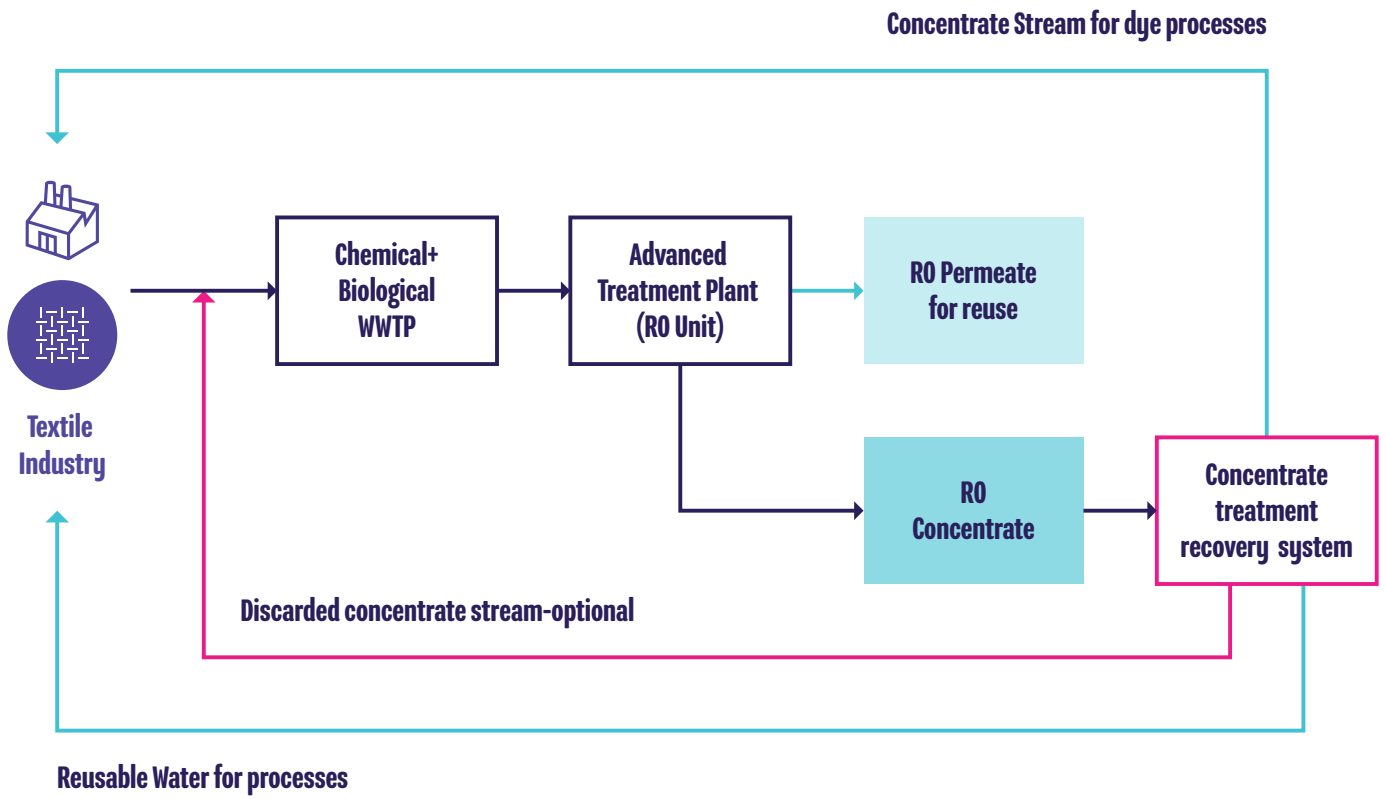 Concentrate Stream for dye processes
Chemical+
Biological
WWTP
Advanced
Treatment Plant
(RO Unit)
RO Permeate
for reuse
Textile
Industry
RO
Concentrate
Concentrate
treatment
recovery system
Discarded concentrate stream-optional
Reusable Water for processes